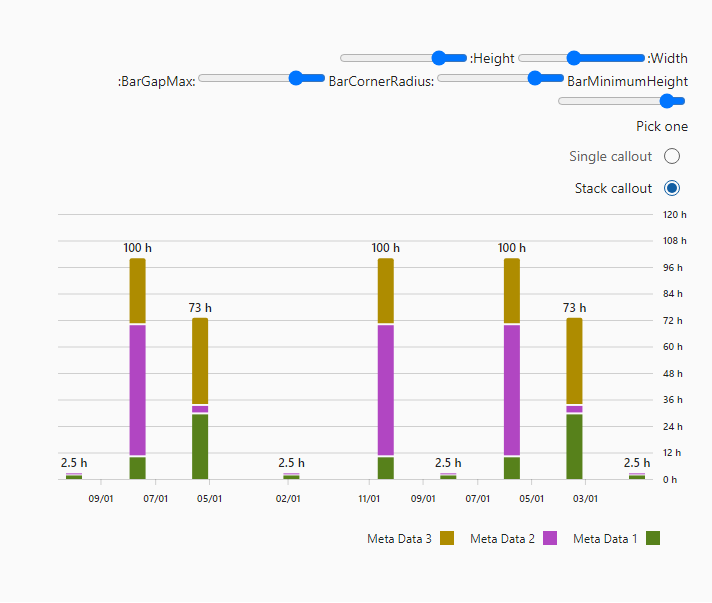 :Height :Width
:BarGapMax: BarCornerRadius: BarMinimumHeight
Pick one
Single callout
Stack callout
120 h
108 h
96 h
84 h
72 h
60 h
48 h
36 h
24 h
12 h
0 h
100 h 100 h 100 h
73 h 73 h
2.5 h 2.5 h 2.5 h 2.5 h
09/01 07/01 05/01 02/01 11/01 09/01 07/01 05/01 03/01
Meta Data 3 Meta Data 2 Meta Data 1